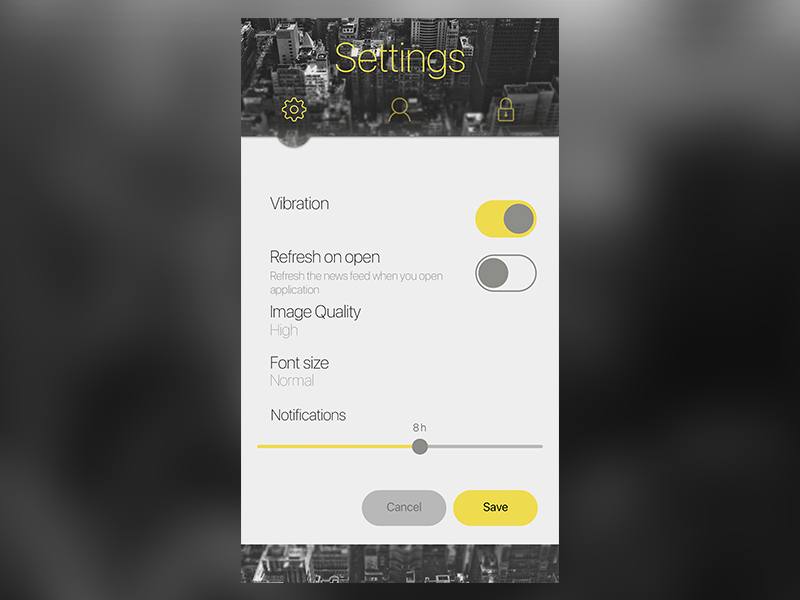 Settings
Vibration
Refresh on open
Refresh the news feed when you open
application
Image Quality
High
Font size
Normal
Notifications
8 h
Cancel
Save